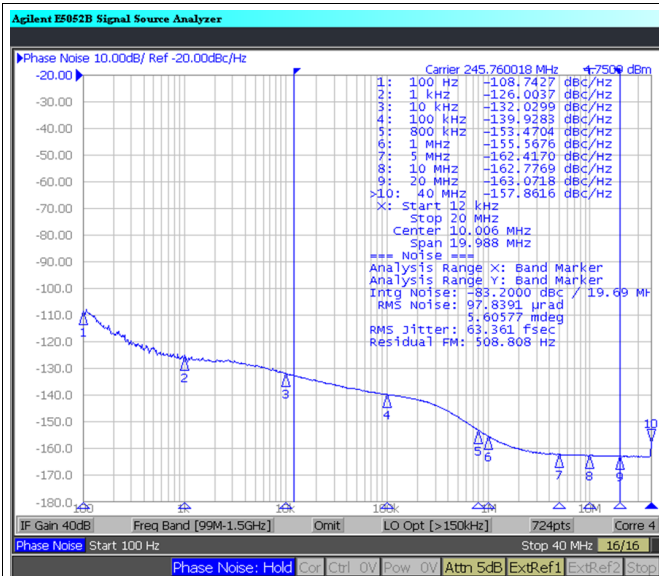 Agilent E5052B Signal Source Analyzer
Phase Noise 10.00dB/ Ref -20.00dBc/Hz
Carrier 245.760018 MHz 4.7509 dBm
-20.00
-30.00
-40.00
-50.00
-60.00
-70.00
-80.00
-90.00
-100.0
-110.0
-120.0
-130.0
-140.0
-150.0
-160.0
-170.0
-180.0
1: 100 Hz -108.7427 dBc/Hz
2: 1 kHz -126.0037 dBc/Hz
3: 10 kHz -132.0299 dBc/Hz
4: 100 kHz -139.9283 dBc/Hz
5: 800 kHz -153.4704 dBc/Hz
6: 1 MHz -155.5676 dBc/Hz
7: 5 MHz -162.4170 dBc/Hz
8: 10 MHz -162.7769 dBc/Hz
9: 20 MHz -163.0718 dBc/Hz
>10: 40 MHz -157.8616 dBc/Hz
X: Start 12 kHz
Stop 20 MHz
Center 10.006 MHz
Span 19.988 MHz
=== Noise ===
Analysis Range X: Band Marker
Analysis Range Y: Band Marker
Intg Noise: -83.2000 dBc / 19.69 MH
RMS Noise: 97.8391 µrad
5.60577 mdeg
RMS Jitter: 63.361 fsec
Residual FM: 508.808 Hz
1
2
3
4
5
6
7
8
9
10
100 1k 10k 100k 1M 10M
IF Gain 40dB Freq Band [99M-1.5GHz] Omit LO Opt [>150kHz] 724pts Corre 4
Phase Noise Start 100 Hz Stop 40 MHz 16/16
Phase Noise: Hold Cor Ctrl 0V Pow 0V Attn 5dB ExtRef1 ExtRef2 Stop